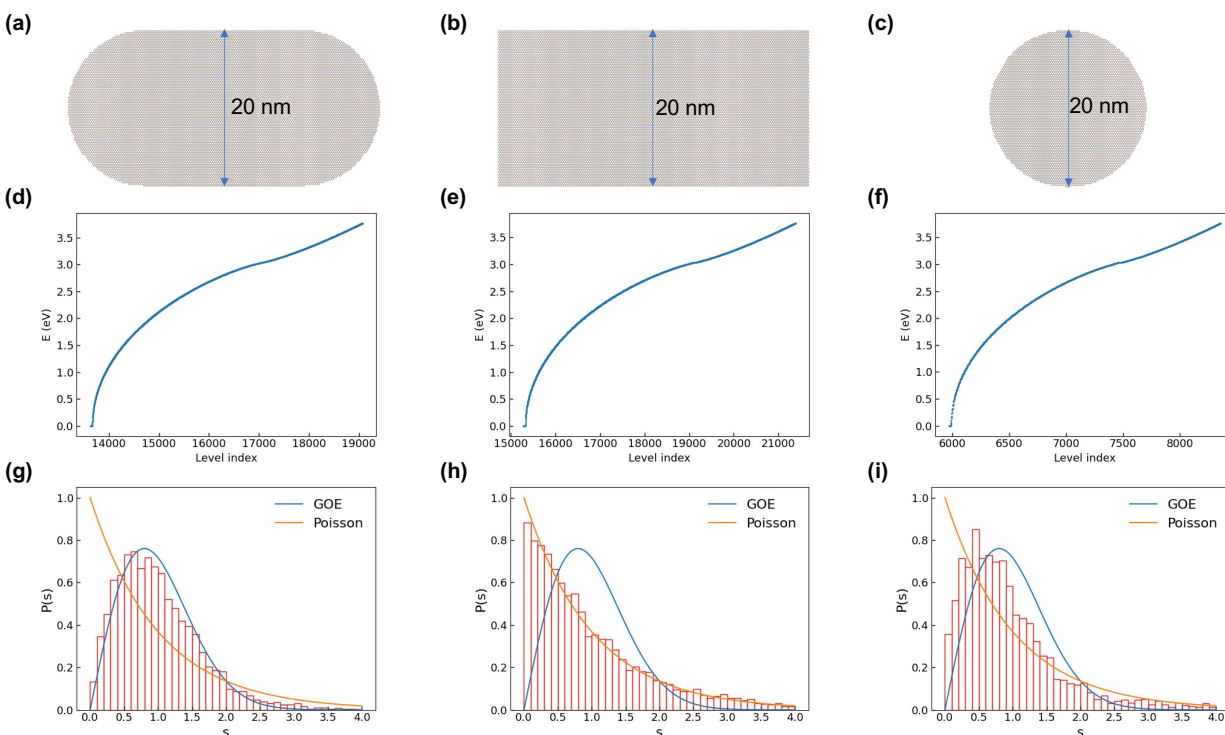 (a) (b) (c)
20 nm 20 nm 20 nm
(d) (e) (f)
E (eV) 3.5 3.0 2.5 2.0 1.5 1.0 0.5 0.0
14000 15000 16000 17000 18000 19000
Level index
E (eV) 3.5 3.0 2.5 2.0 1.5 1.0 0.5 0.0
15000 16000 17000 18000 19000 20000 21000
Level index
E (eV) 3.5 3.0 2.5 2.0 1.5 1.0 0.5 0.0
6000 6500 7000 7500 8000
Level index
(g) (h) (i)
P(s) 1.0 0.8 0.6 0.4 0.2 0.0
GOE
Poisson
0.0 0.5 1.0 1.5 2.0 2.5 3.0 3.5 4.0
s
P(s) 1.0 0.8 0.6 0.4 0.2 0.0
GOE
Poisson
0.0 0.5 1.0 1.5 2.0 2.5 3.0 3.5 4.0
s
P(s) 1.0 0.8 0.6 0.4 0.2 0.0
GOE
Poisson
0.0 0.5 1.0 1.5 2.0 2.5 3.0 3.5 4.0
s